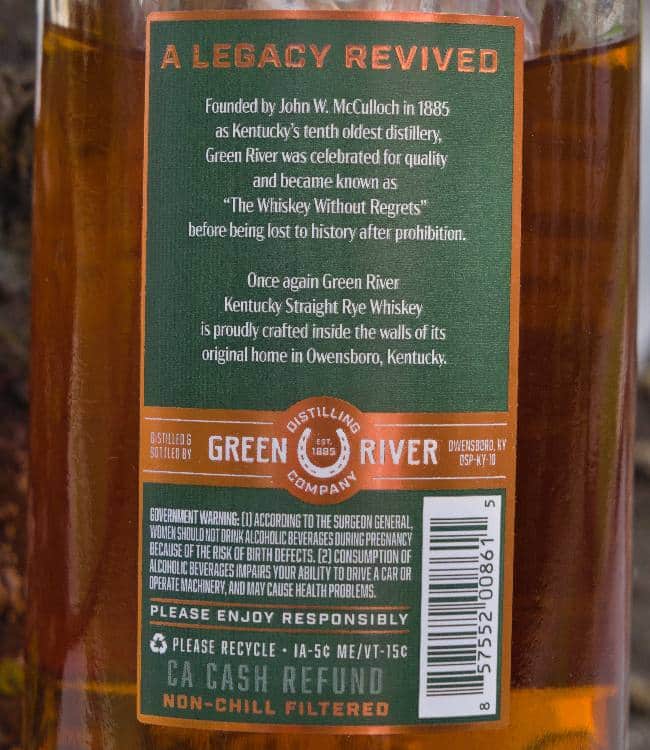 A LEGACY REVIVED
Founded by John W. McCulloch in 1885
as Kentucky's tenth oldest distillery,
Green River was celebrated for quality
and became known as
"The Whiskey Without Regrets"
before being lost to history after prohibition.
Once again Green River
Kentucky Straight Rye Whiskey
is proudly crafted inside the walls of its
original home in Owensboro, Kentucky.
DISTILLED &
BOTTLED BY
GREEN RIVER
DISTILLING
EST.
1885
COMPANY
OWENSBORO, KY
DSP-KY-10
GOVERNMENT WARNING: (1) ACCORDING TO THE SURGEON GENERAL,
WOMEN SHOULD NOT DRINK ALCOHOLIC BEVERAGES DURING PREGNANCY
BECAUSE OF THE RISK OF BIRTH DEFECTS. (2) CONSUMPTION OF
ALCOHOLIC BEVERAGES IMPAIRS YOUR ABILITY TO DRIVE A CAR OR
OPERATE MACHINERY, AND MAY CAUSE HEALTH PROBLEMS.
PLEASE ENJOY RESPONSIBLY
PLEASE RECYCLE • IA-5¢ ME/VT-15¢
CA CASH REFUND
NON-CHILL FILTERED
8 57552 00861 5